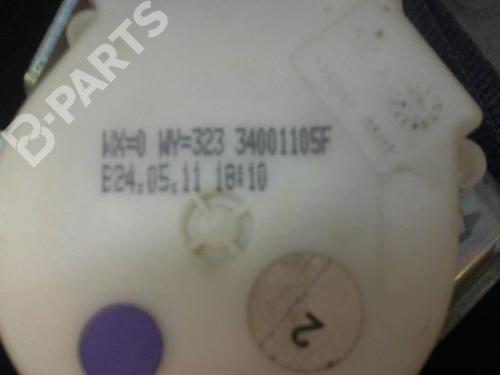 B-PARTS
WX=0 WY=323 34001105F
E24.05.11 18:10
2